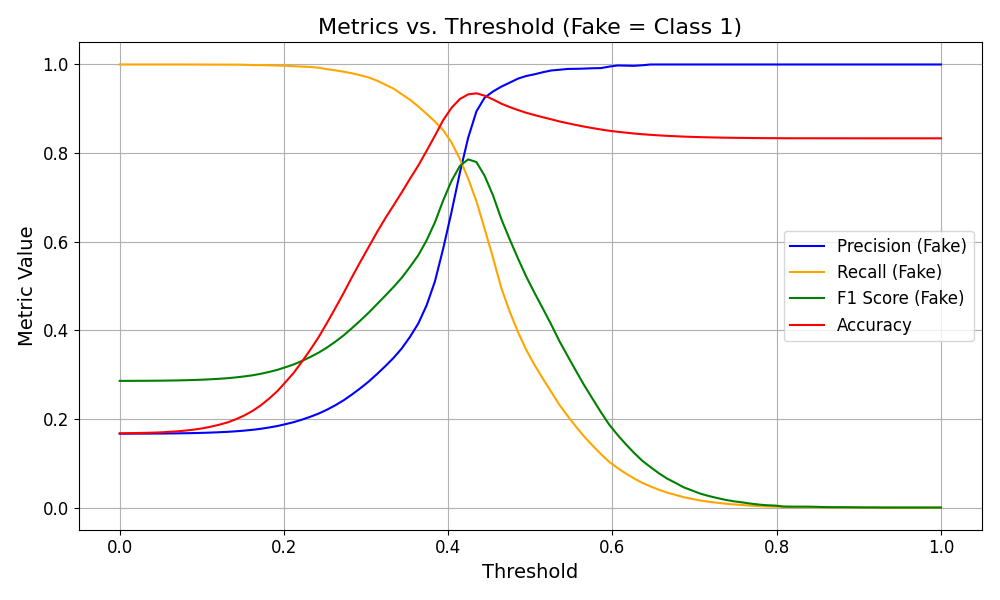 Metrics vs. Threshold (Fake = Class 1)
Metric Value
1.0
0.8
0.6
0.4
0.2
0.0
Precision (Fake)
Recall (Fake)
F1 Score (Fake)
Accuracy
0.0 0.2 0.4 0.6 0.8 1.0
Threshold